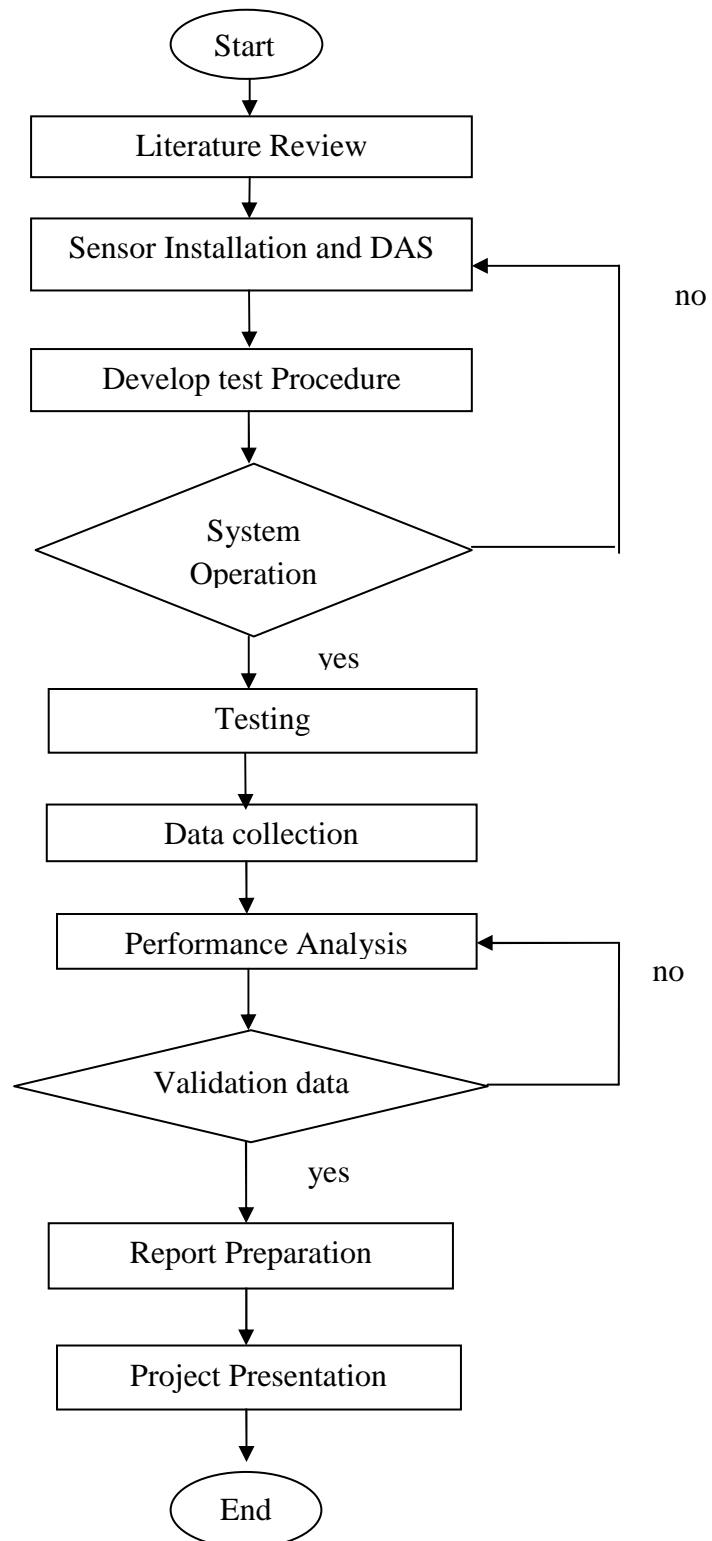 Start
Literature Review
Sensor Installation and DAS
no
Develop test Procedure
System
Operation
yes
Testing
Data collection
Performance Analysis
no
Validation data
yes
Report Preparation
Project Presentation
End